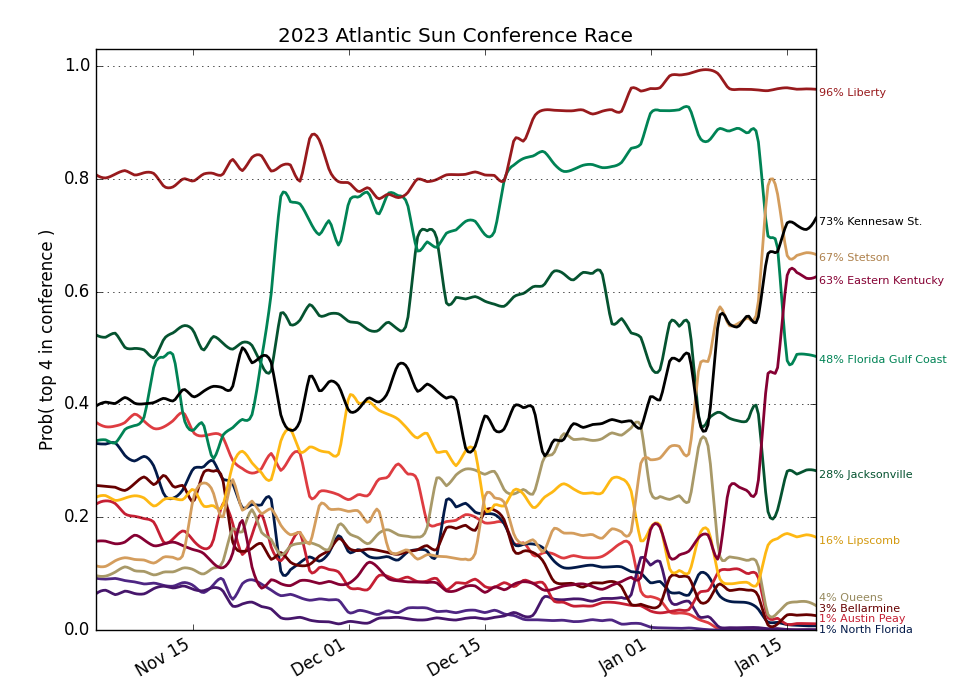 2023 Atlantic Sun Conference Race
Prob( top 4 in conference )
1.0
0.8
0.6
0.4
0.2
0.0
Nov 15
Dec 01
Dec 15
Jan 01
Jan 15
96% Liberty
73% Kennesaw St.
67% Stetson
63% Eastern Kentucky
48% Florida Gulf Coast
28% Jacksonville
16% Lipscomb
4% Queens
3% Bellarmine
1% Austin Peay
1% North Florida